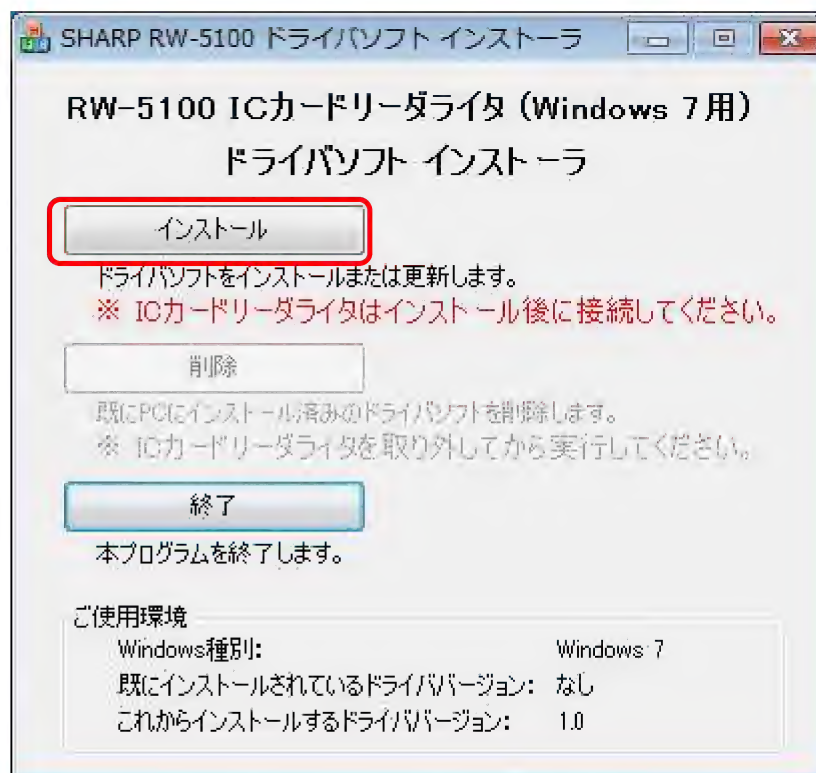 SHARP RW-5100 ドライバソフト インストーラ
RW-5100 ICカードリーダライタ (Windows 7用)
ドライバソフト インストーラ
インストール
ドライバソフトをインストールまたは更新します。
※ ICカードリーダライタはインストール後に接続してください。
削除
既にPCにインストール済みのドライバソフトを削除します。
※ ICカードリーダライタを取り外してから実行してください。
終了
本プログラムを終了します。
ご使用環境
Windows種別: Windows 7
既にインストールされているドライババージョン: なし
これからインストールするドライババージョン: 1.0